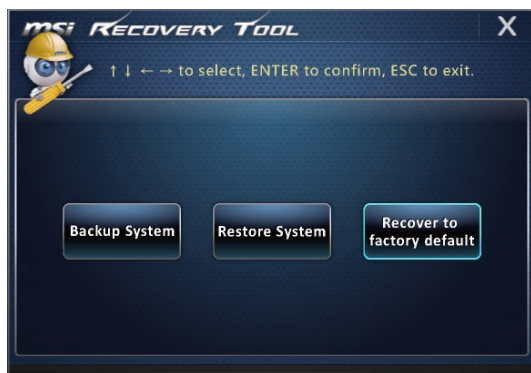 msi RECOVERY TOOL X
↑ ↓ ← → to select, ENTER to confirm, ESC to exit.
Backup System
Restore System
Recover to
factory default